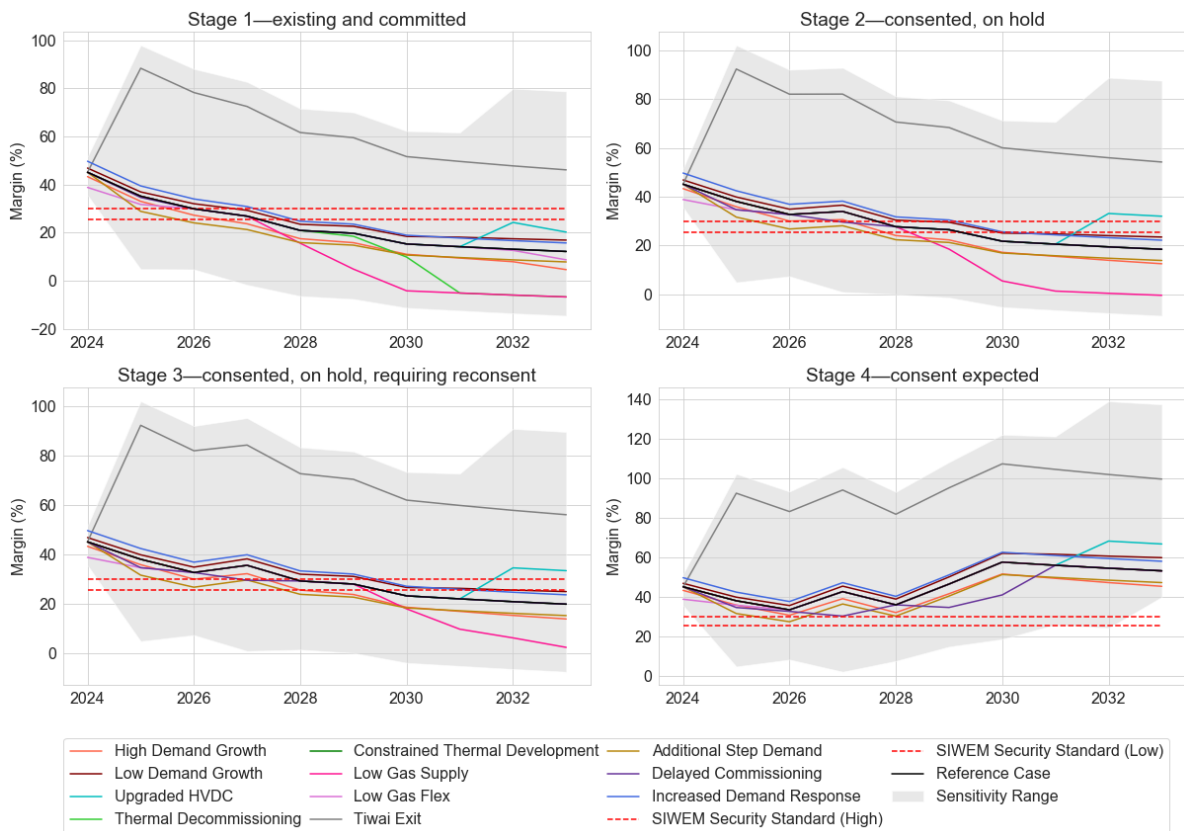 Stage 1—existing and committed
Margin (%)
100
80
60
40
20
0
−20
2024 2026 2028 2030 2032
Stage 2—consented, on hold
Margin (%)
100
80
60
40
20
0
2024 2026 2028 2030 2032
Stage 3—consented, on hold, requiring reconsent
Margin (%)
100
80
60
40
20
0
2024 2026 2028 2030 2032
Stage 4—consent expected
Margin (%)
140
120
100
80
60
40
20
0
2024 2026 2028 2030 2032
High Demand Growth
Low Demand Growth
Upgraded HVDC
Thermal Decommissioning
Constrained Thermal Development
Low Gas Supply
Low Gas Flex
Tiwai Exit
Additional Step Demand
Delayed Commissioning
Increased Demand Response
SIWEM Security Standard (High)
SIWEM Security Standard (Low)
Reference Case
Sensitivity Range